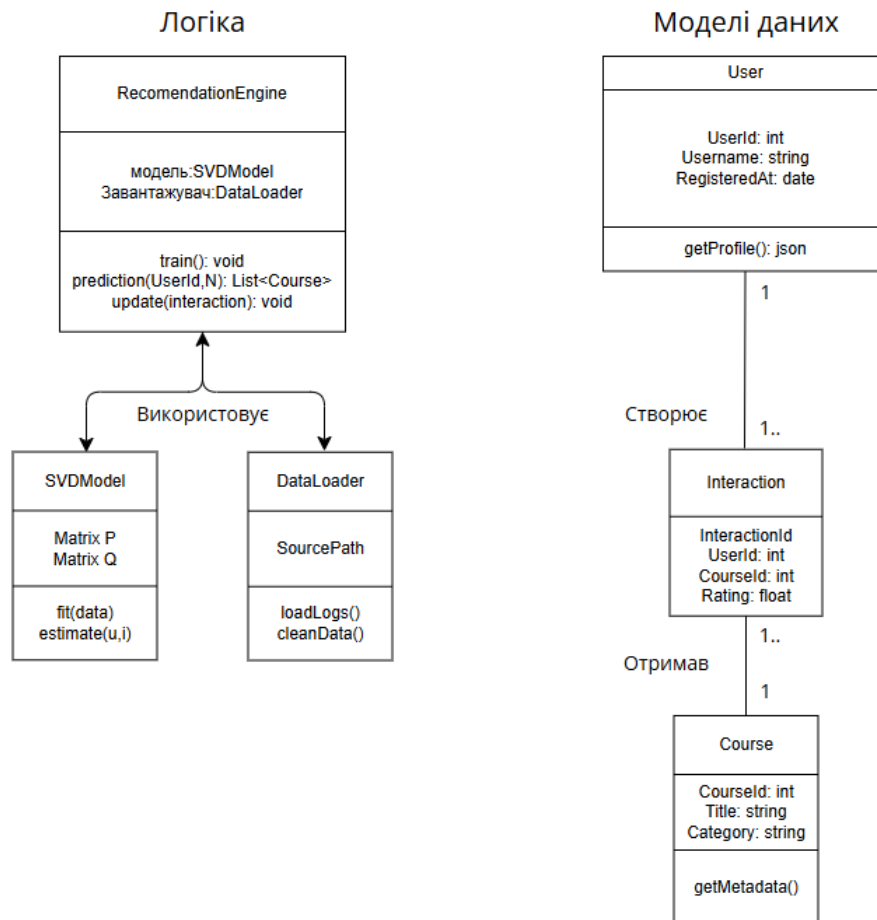 Логіка
RecomendationEngine
модель:SVDModel
Завантажувач:DataLoader
train(): void
prediction(UserId,N): List<Course>
update(interaction): void
Використовує
SVDModel
Matrix P
Matrix Q
fit(data)
estimate(u,i)
DataLoader
SourcePath
loadLogs()
cleanData()
Моделі даних
User
UserId: int
Username: string
RegisteredAt: date
getProfile(): json
1
Створює
1..
Interaction
InteractionId
UserId: int
CourseId: int
Rating: float
1..
Отримав
1
Course
CourseId: int
Title: string
Category: string
getMetadata()